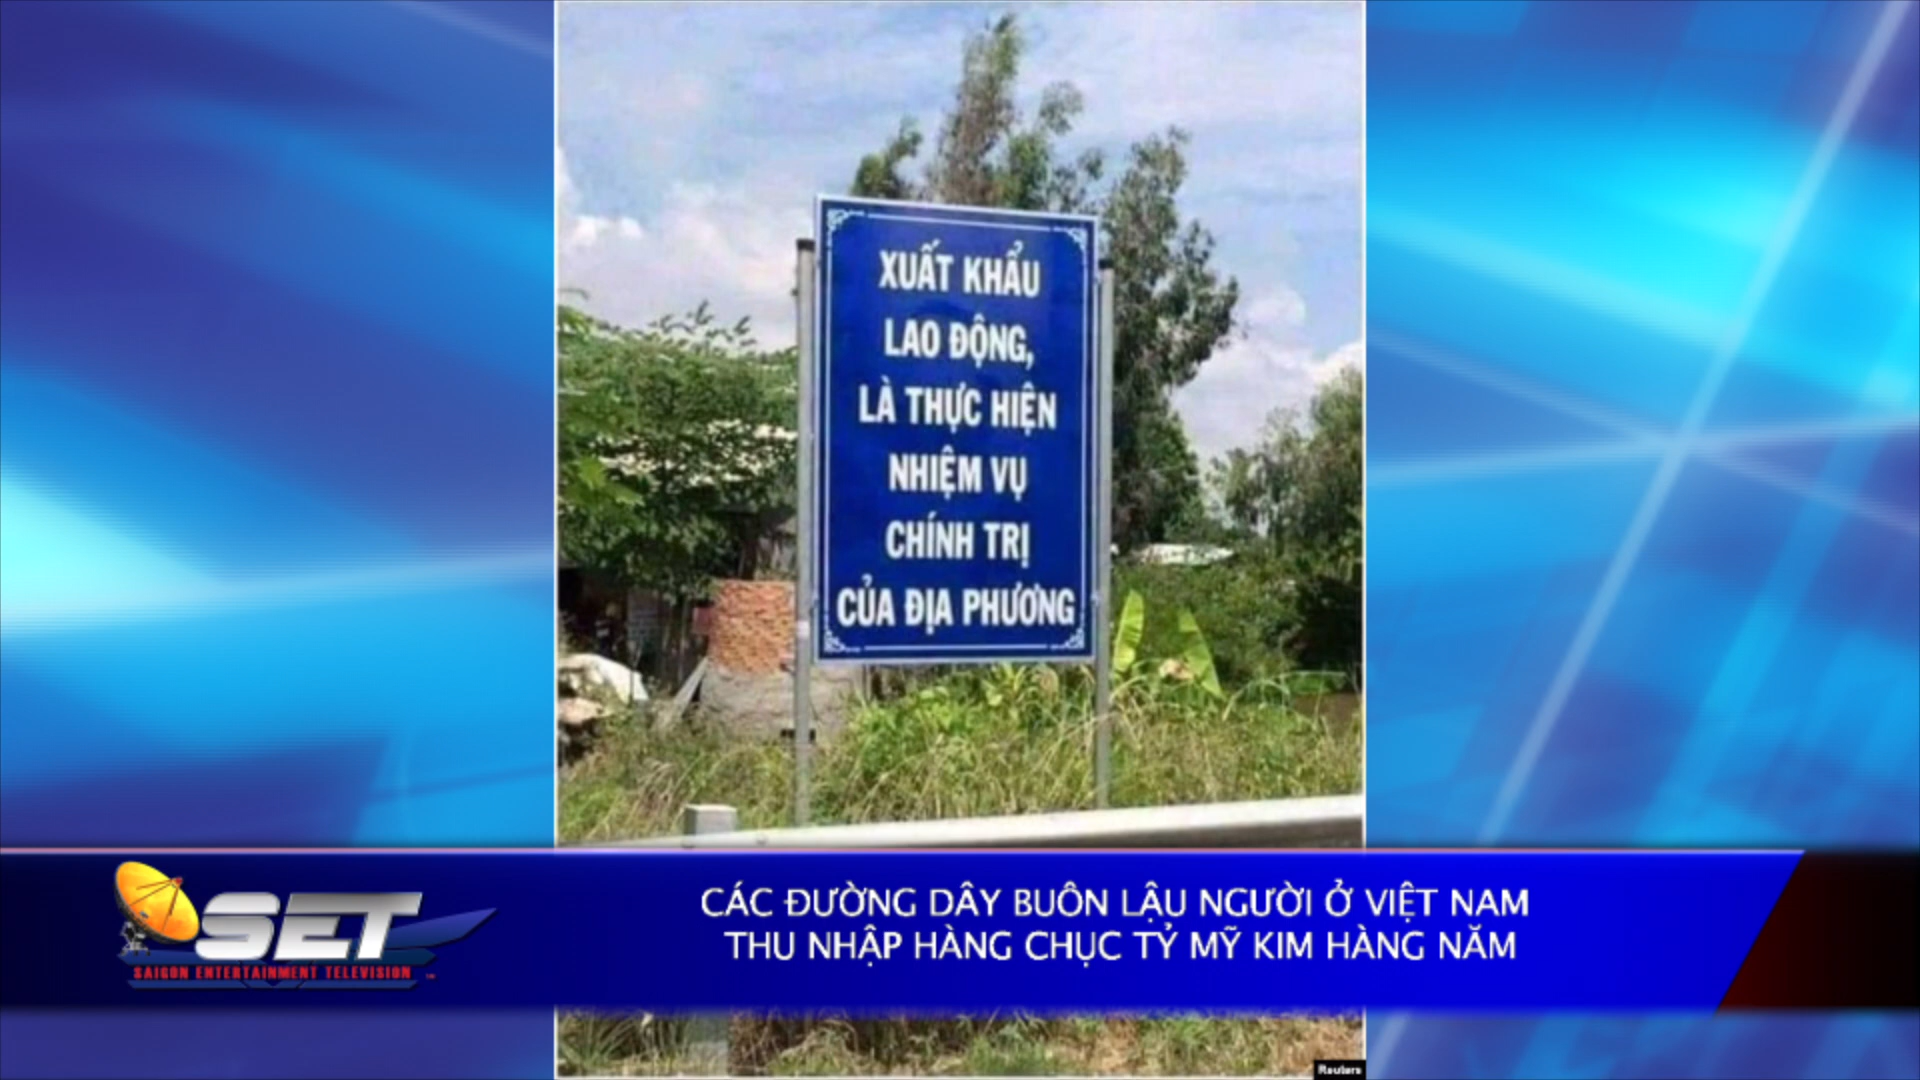 XUẤT KHẨU
LAO ĐỘNG,
LÀ THỰC HIỆN
NHIỆM VỤ
CHÍNH TRỊ
CỦA ĐỊA PHƯƠNG
SET
SAIGON ENTERTAINMENT TELEVISION
CÁC ĐƯỜNG DÂY BUÔN LẬU NGƯỜI Ở VIỆT NAM
THU NHẬP HÀNG CHỤC TỶ MỸ KIM HÀNG NĂM
Reuters